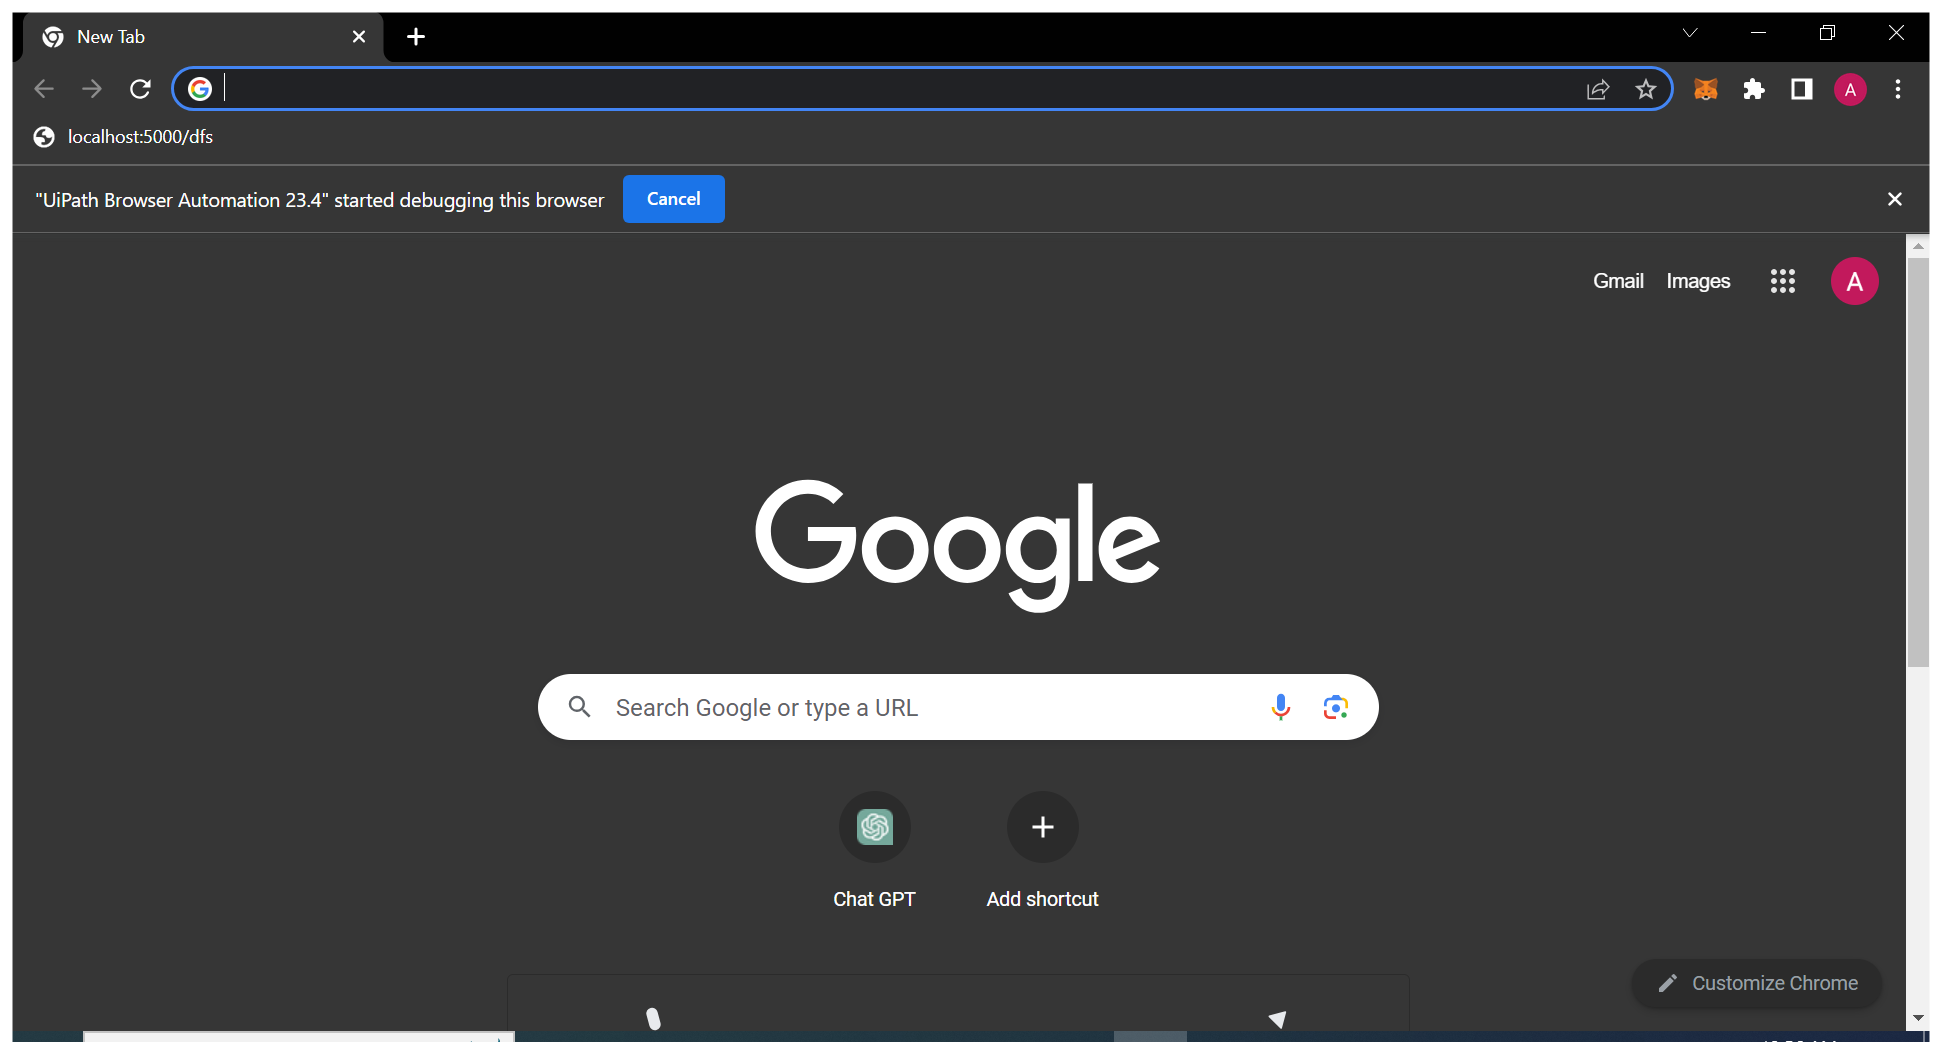 New Tab
localhost:5000/dfs
"UiPath Browser Automation 23.4" started debugging this browser Cancel
Gmail Images A
Google
Search Google or type a URL
Chat GPT Add shortcut
Customize Chrome